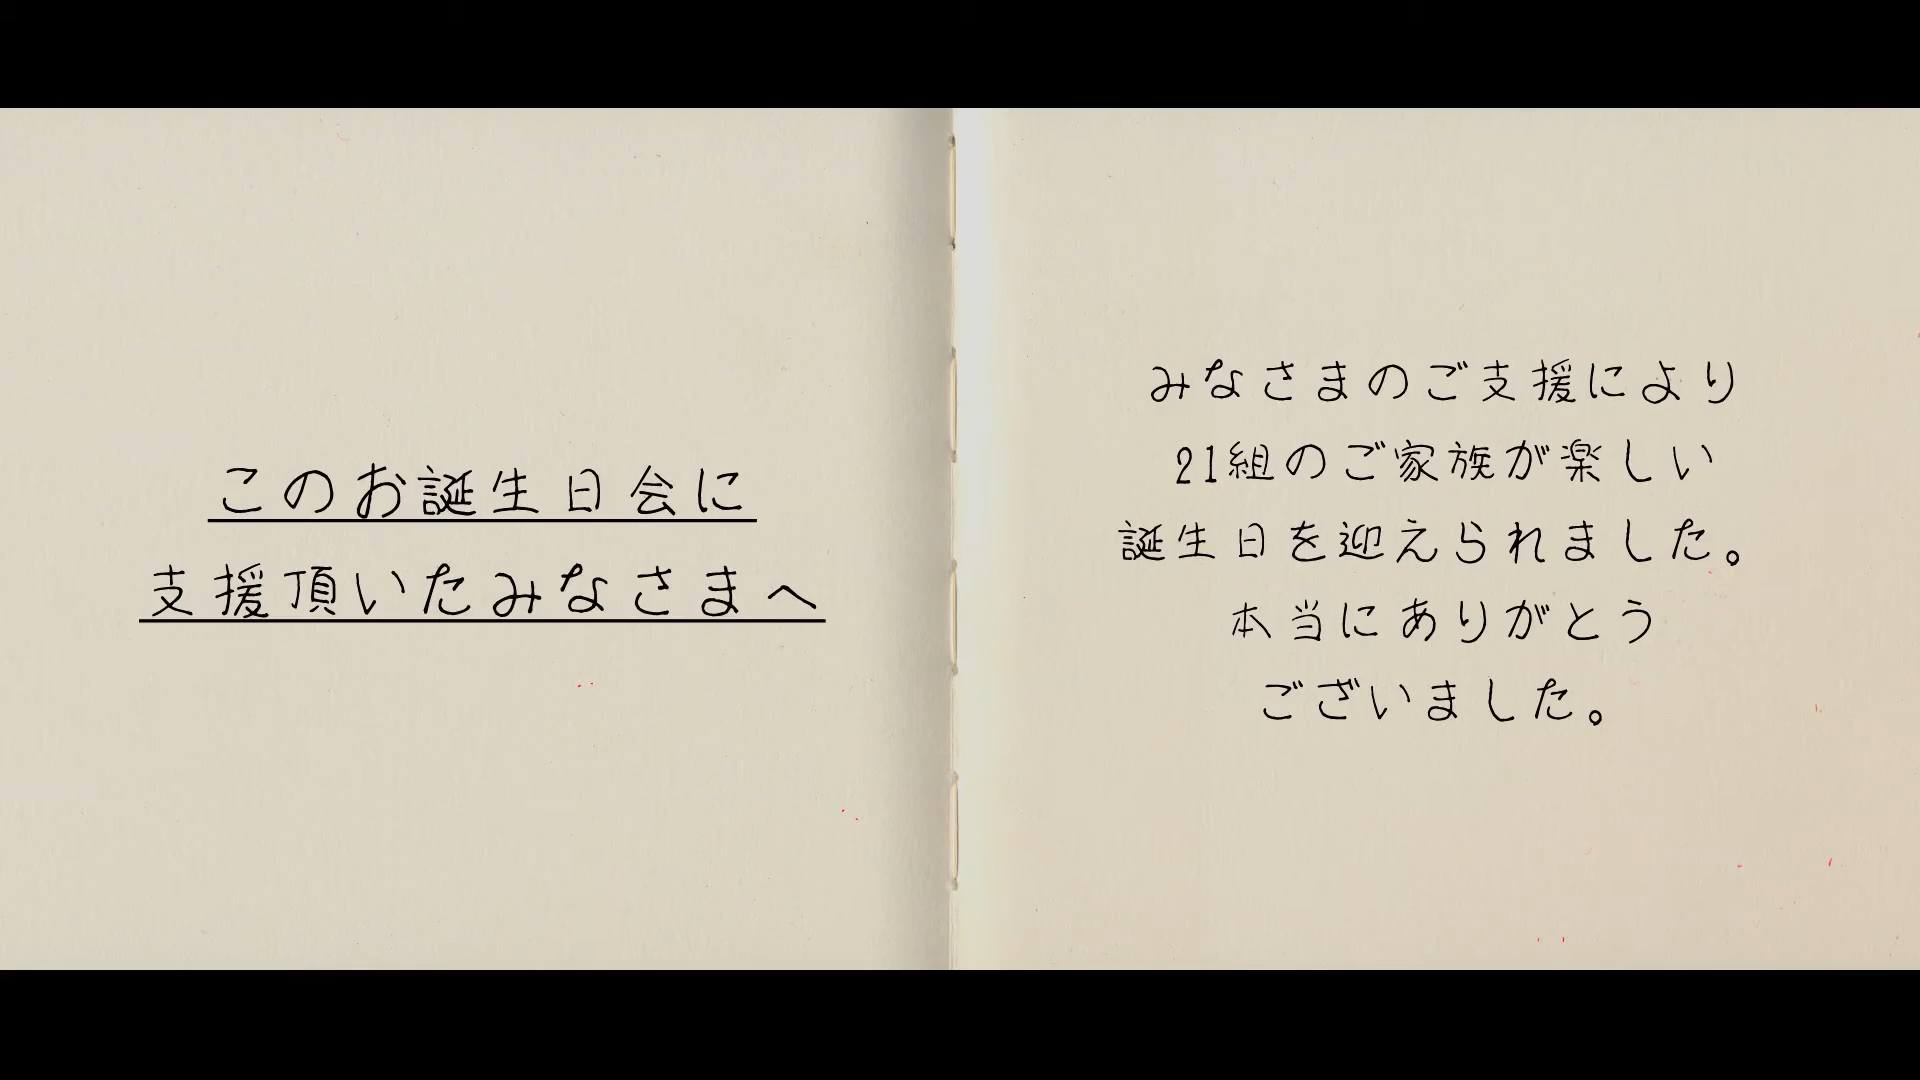 このお誕生日会に
支援頂いたみなさまへ
みなさまのご支援により
21組のご家族が楽しい
誕生日を迎えられました。
本当にありがとう
ございました。